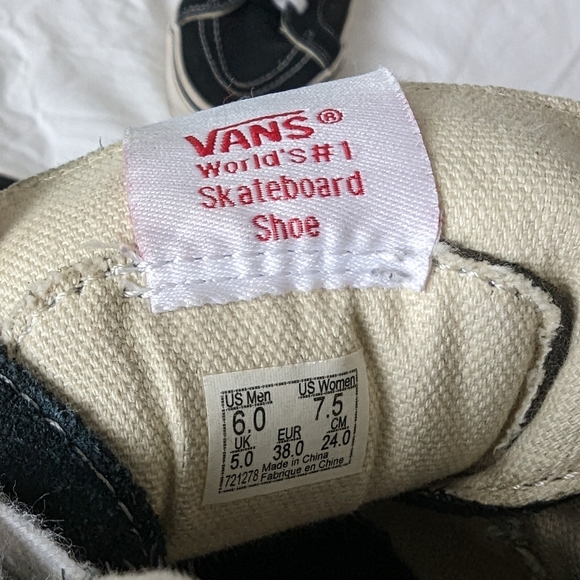 VANS®
World's #1
Skateboard
Shoe
US Men US Women
6.0 7.5
UK EUR CM
5.0 38.0 24.0
721278 Made in China
Fabrique en Chine